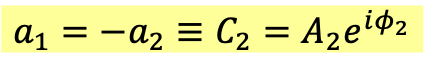 a₁ = −a₂ ≡ C₂ = A₂e^{iϕ₂}